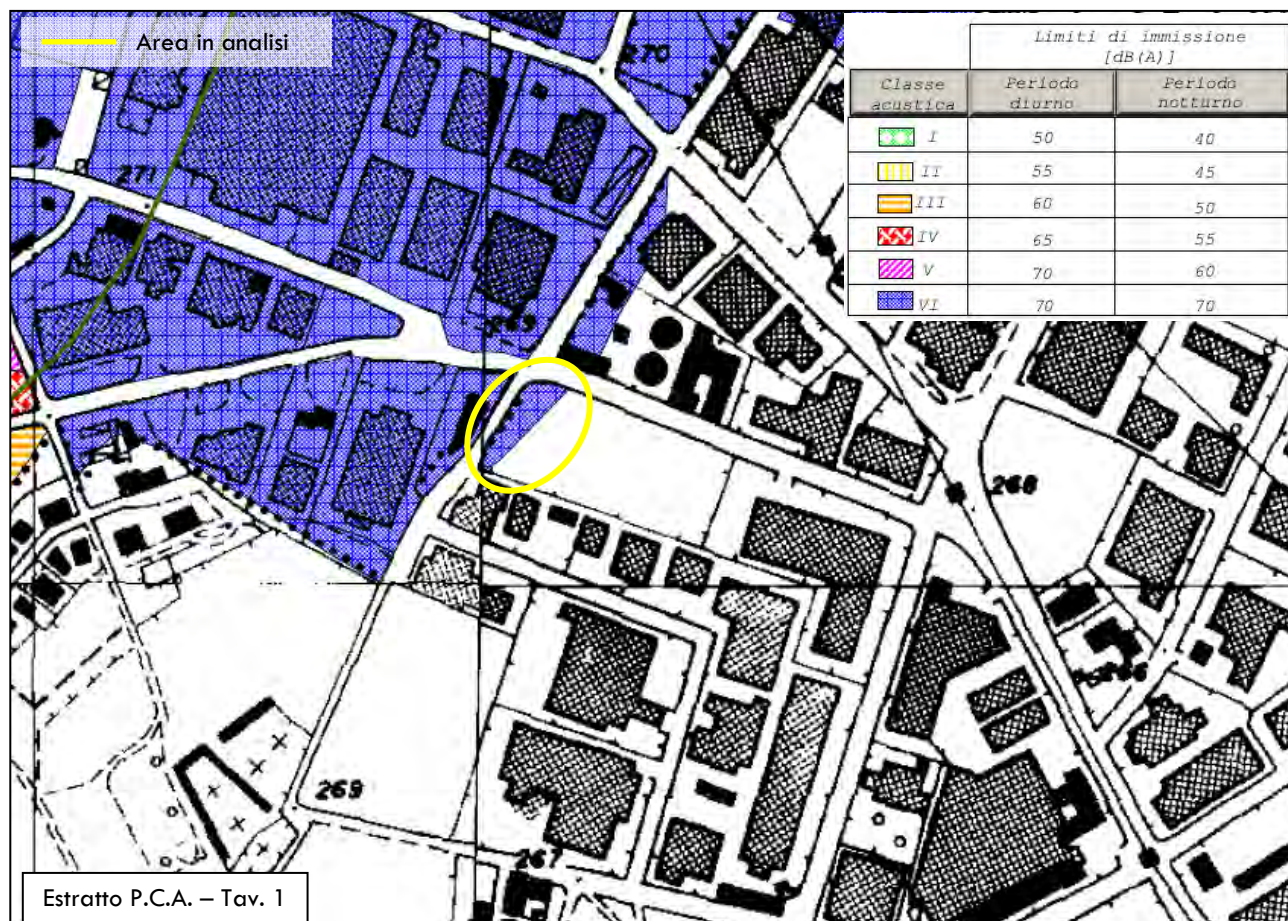 Area in analisi
Limiti di immissione
[dB(A)]
Classe acustica Periodo diurno Periodo notturno
I 50 40
II 55 45
III 60 50
IV 65 55
V 70 60
VI 70 70
270
271
269
268
269
267
Estratto P.C.A. – Tav. 1